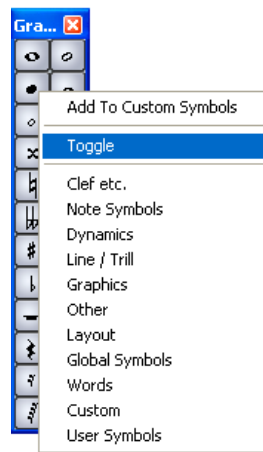 Gra...
Add To Custom Symbols
Toggle
Clef etc.
Note Symbols
Dynamics
Line / Trill
Graphics
Other
Layout
Global Symbols
Words
Custom
User Symbols